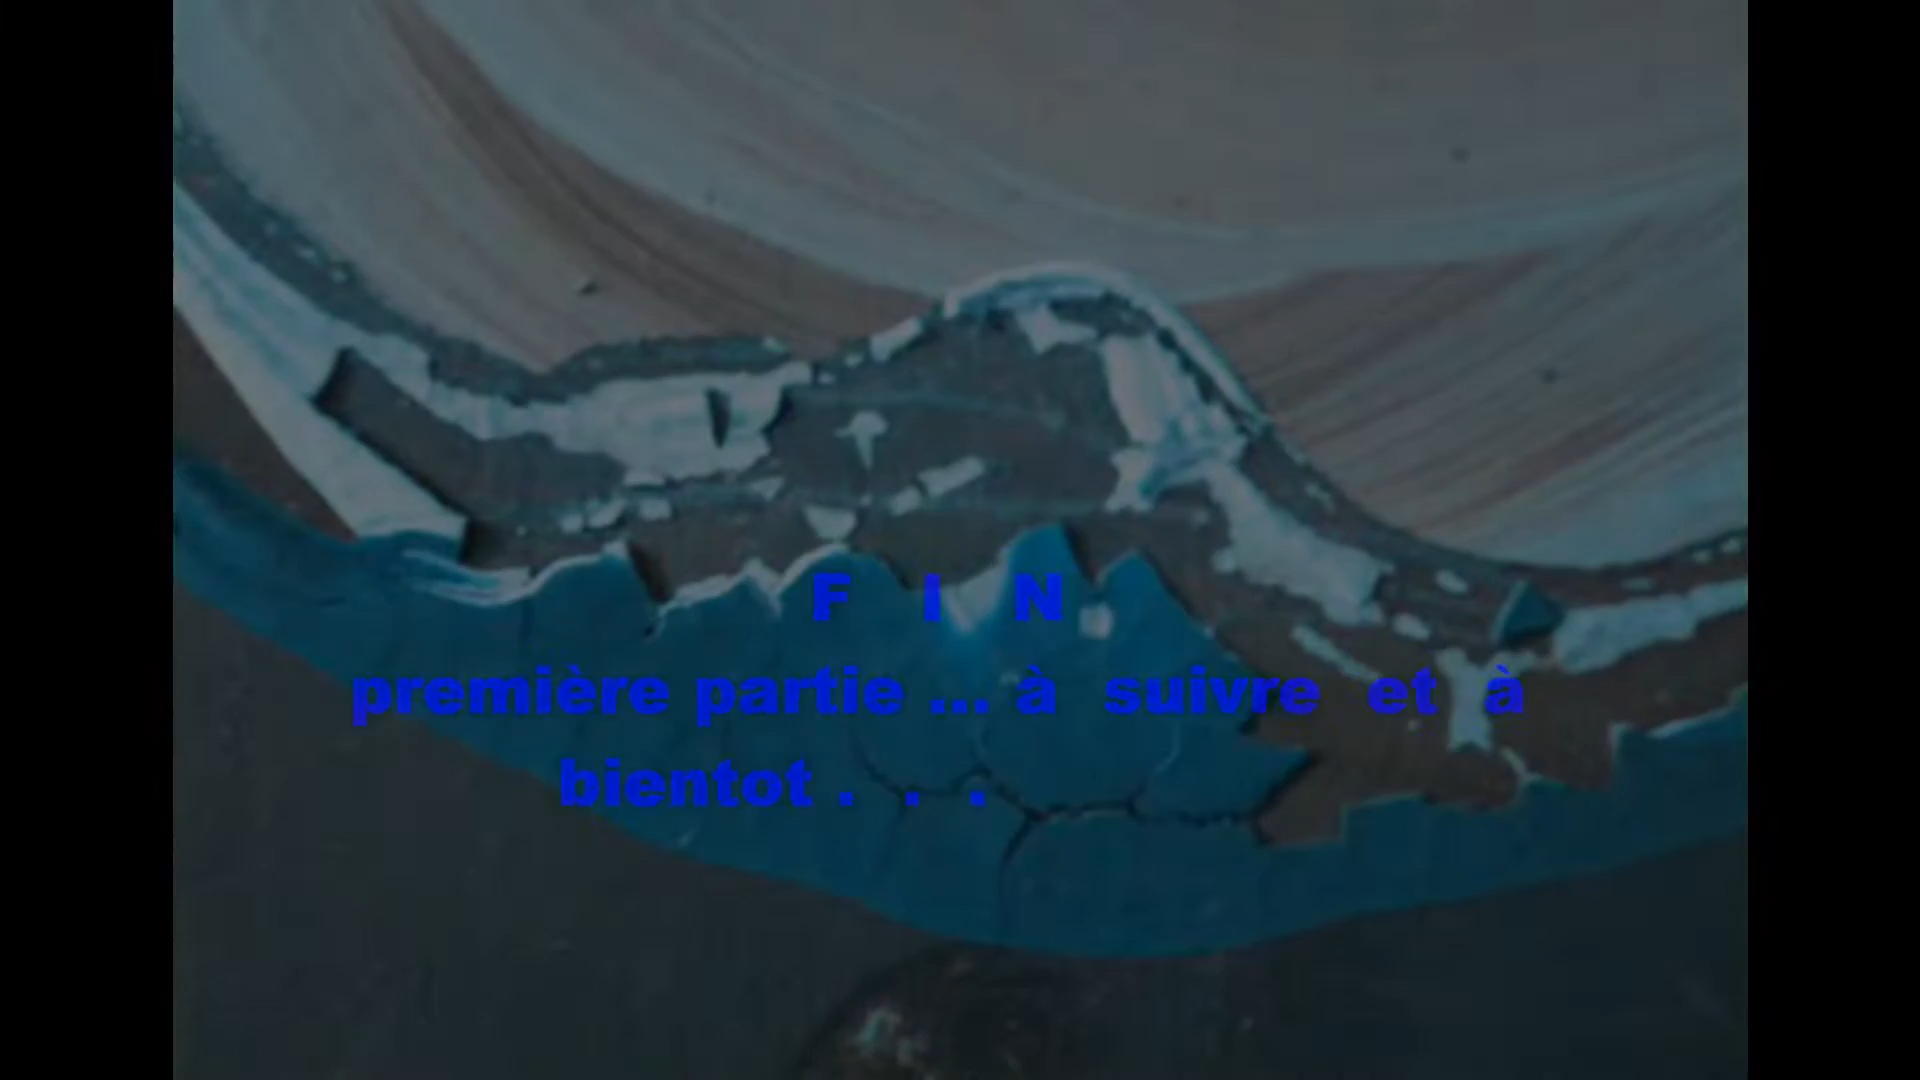 F I N
première partie ... à suivre et à
bientot . . .